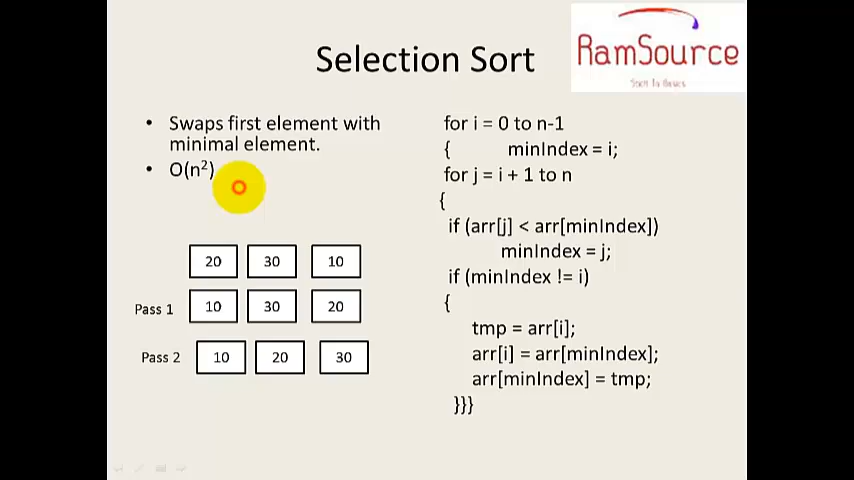 RamSource
Selection Sort
• Swaps first element with
minimal element.
• O(n²)
20 30 10
Pass 1 10 30 20
Pass 2 10 20 30
for i = 0 to n-1
{ minIndex = i;
for j = i + 1 to n
{
if (arr[j] < arr[minIndex])
minIndex = j;
if (minIndex != i)
{
tmp = arr[i];
arr[i] = arr[minIndex];
arr[minIndex] = tmp;
}}}